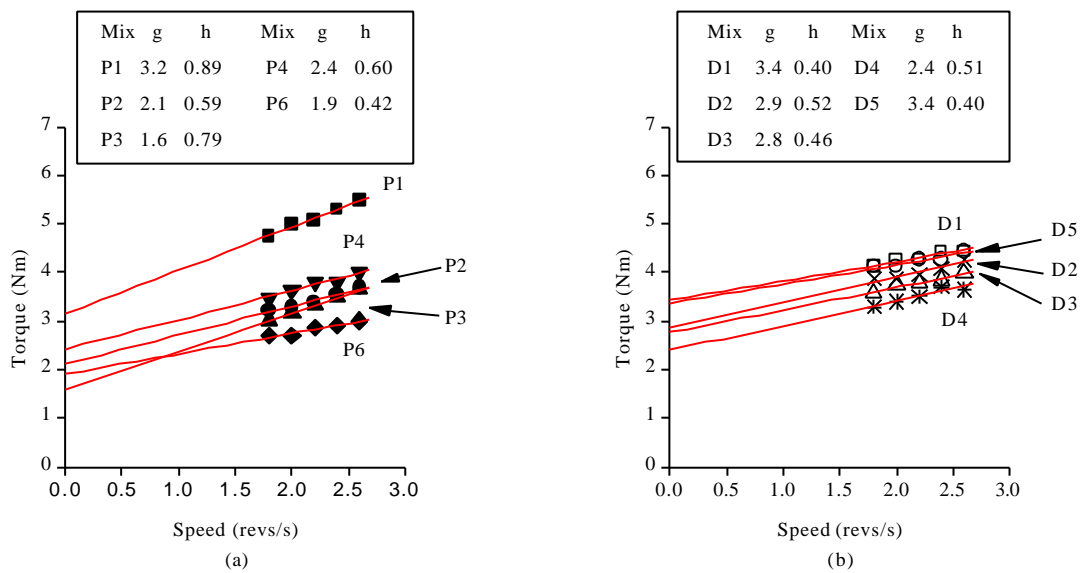 Mix g h Mix g h
P1 3.2 0.89 P4 2.4 0.60
P2 2.1 0.59 P6 1.9 0.42
P3 1.6 0.79
7
6
5
4
3
2
1
0
Torque (Nm)
P1
P4
P2
P3
P6
0.0 0.5 1.0 1.5 2.0 2.5 3.0
Speed (revs/s)
(a)
Mix g h Mix g h
D1 3.4 0.40 D4 2.4 0.51
D2 2.9 0.52 D5 3.4 0.40
D3 2.8 0.46
7
6
5
4
3
2
1
0
Torque (Nm)
D1
D5
D2
D3
D4
0.0 0.5 1.0 1.5 2.0 2.5 3.0
Speed (revs/s)
(b)